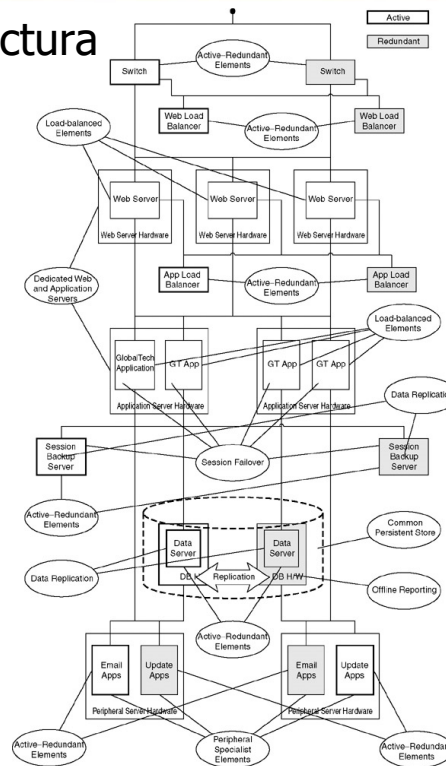 ctura
Active
Redundant
Switch
Active–Redundant
Elements
Switch
Web Load
Balancer
Active–Redundant
Elements
Web Load
Balancer
Load-balanced
Elements
Web Server
Web Server
Web Server
Web Server Hardware
Web Server Hardware
Web Server Hardware
Dedicated Web
and Application
Servers
App Load
Balancer
Active–Redundant
Elements
App Load
Balancer
Load-balanced
Elements
GlobalTech
Application
GT App
GT App
GT App
Application Server Hardware
Application Server Hardware
Data Replication
Session
Backup
Server
Session Failover
Session
Backup
Server
Active–Redundant
Elements
Common
Persistent Store
Data
Server
Data
Server
Data Replication
Replication
DB H/W
Offline Reporting
Active–Redundant
Elements
Email
Apps
Update
Apps
Email
Apps
Update
Apps
Peripheral Server Hardware
Peripheral Server Hardware
Active–Redundant
Elements
Peripheral
Specialist
Elements
Active–Redundant
Elements